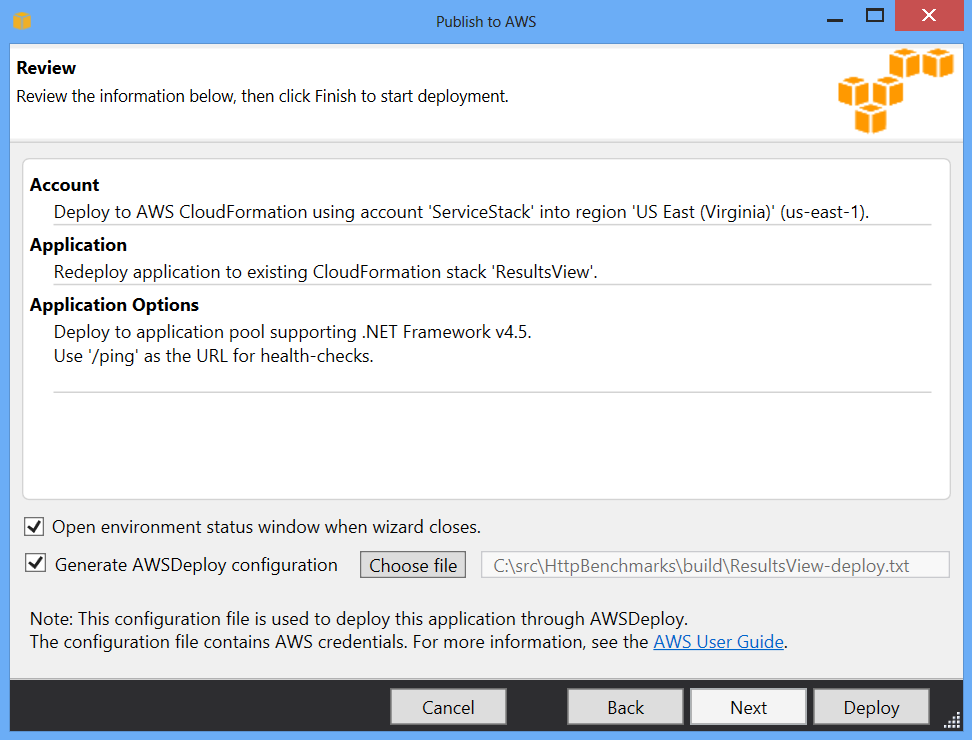 Publish to AWS
Review
Review the information below, then click Finish to start deployment.
Account
Deploy to AWS CloudFormation using account 'ServiceStack' into region 'US East (Virginia)' (us-east-1).
Application
Redeploy application to existing CloudFormation stack 'ResultsView'.
Application Options
Deploy to application pool supporting .NET Framework v4.5.
Use '/ping' as the URL for health-checks.
Open environment status window when wizard closes.
Generate AWSDeploy configuration Choose file C:\src\HttpBenchmarks\build\ResultsView-deploy.txt
Note: This configuration file is used to deploy this application through AWSDeploy.
The configuration file contains AWS credentials. For more information, see the AWS User Guide.
Cancel Back Next Deploy